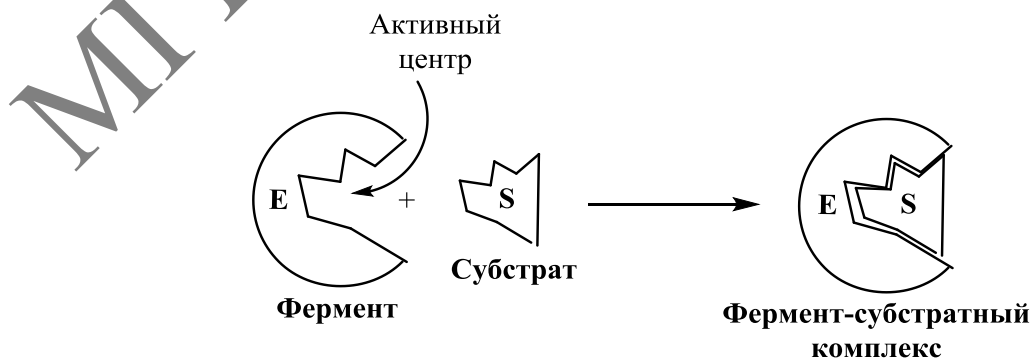 Активный
центр
E
+
S
E
S
Субстрат
Фермент
Фермент-субстратный
комплекс